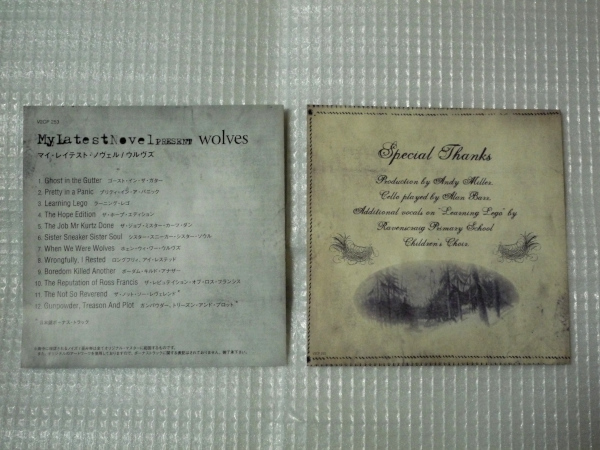 My Latest Novel PRESENT wolves
マイ・レイテスト・ノヴェル / ウルヴズ
1. Ghost in the Gutter ゴースト・イン・ザ・ガター
2. Pretty in a Panic プリティ・イン・ア・パニック
3. Learning Lego ラーニング・レゴ
4. The Hope Edition ザ・ホープ・エディション
5. The Job Mr Kurtz Done ザ・ジョブ・ミスター・カーツ・ダン
6. Sister Sneaker Sister Soul シスター・スニーカー・シスター・ソウル
7. When We Were Wolves ウェン・ウィー・ワー・ウルヴズ
8. Wrongfully, I Rested ロングフリィ、アイ・レステッド
9. Boredom Killed Another ボーダム・キルド・アナザー
10. The Reputation of Ross Francis ザ・レピュテイション・オブ・ロス・フランシス
11. The Not So Reverend ザ・ノット・ソー・レヴェレンド*
12. Gunpowder, Treason And Plot ガンパウダー、トリーズン・アンド・プロット*
Special Thanks
Production by Andy Miller.
Cello played by Alan Barr.
Additional vocals on "Learning Lego" by
Ravenscraig Primary School
Children's Choir.